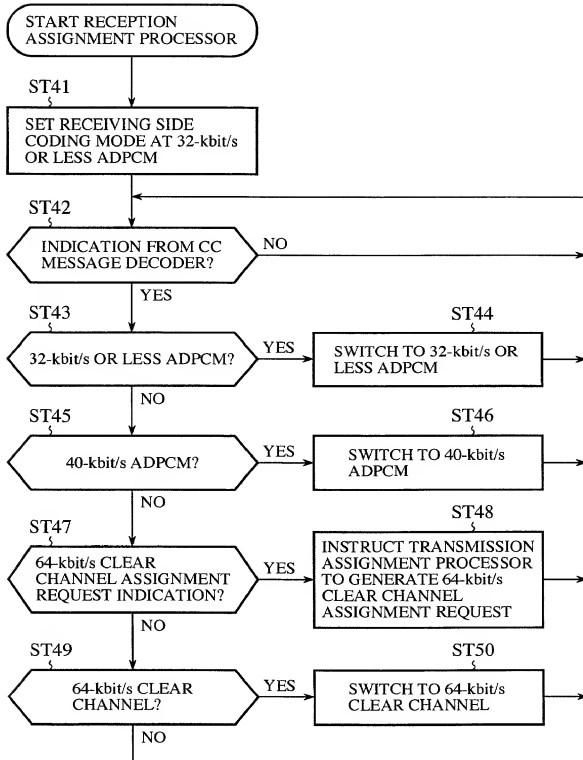 START RECEPTION
ASSIGNMENT PROCESSOR
ST41
SET RECEIVING SIDE
CODING MODE AT 32-kbit/s
OR LESS ADPCM
ST42
INDICATION FROM CC
MESSAGE DECODER?
NO
YES
ST43
32-kbit/s OR LESS ADPCM?
YES
NO
ST44
SWITCH TO 32-kbit/s OR
LESS ADPCM
ST45
40-kbit/s ADPCM?
YES
NO
ST46
SWITCH TO 40-kbit/s
ADPCM
ST47
64-kbit/s CLEAR
CHANNEL ASSIGNMENT
REQUEST INDICATION?
YES
NO
ST48
INSTRUCT TRANSMISSION
ASSIGNMENT PROCESSOR
TO GENERATE 64-kbit/s
CLEAR CHANNEL
ASSIGNMENT REQUEST
ST49
64-kbit/s CLEAR
CHANNEL?
YES
NO
ST50
SWITCH TO 64-kbit/s
CLEAR CHANNEL